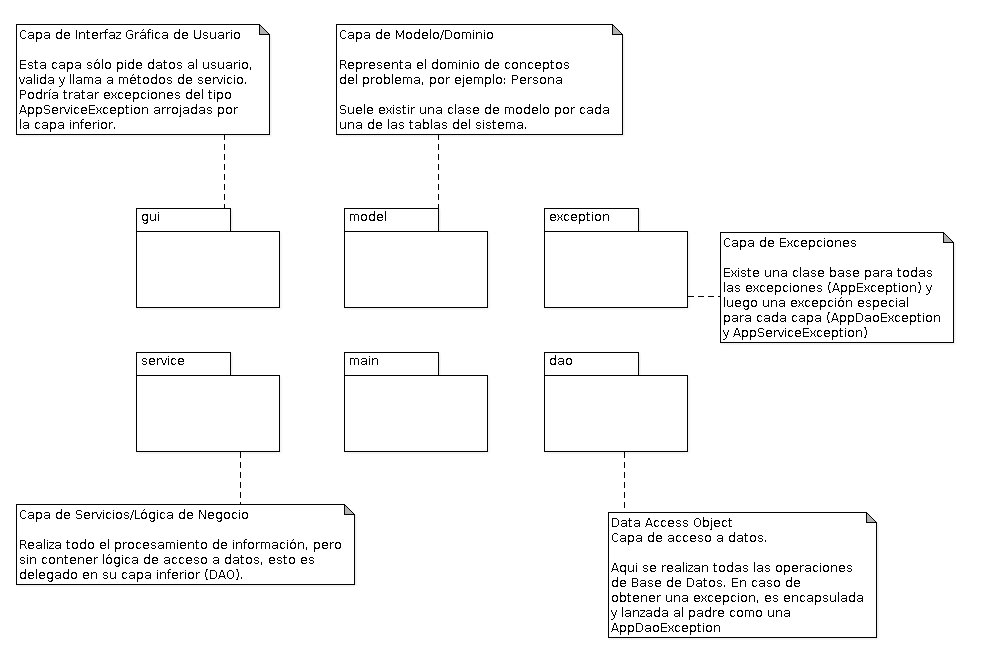 Capa de Interfaz Gráfica de Usuario
Esta capa sólo pide datos al usuario,
valida y llama a métodos de servicio.
Podría tratar excepciones del tipo
AppServiceException arrojadas por
la capa inferior.
Capa de Modelo/Dominio
Representa el dominio de conceptos
del problema, por ejemplo: Persona
Suele existir una clase de modelo por cada
una de las tablas del sistema.
gui
model
exception
Capa de Excepciones
Existe una clase base para todas
las excepciones (AppException) y
luego una excepción especial
para cada capa (AppDaoException
y AppServiceException)
service
main
dao
Capa de Servicios/Lógica de Negocio
Realiza todo el procesamiento de información, pero
sin contener lógica de acceso a datos, esto es
delegado en su capa inferior (DAO).
Data Access Object
Capa de acceso a datos.
Aqui se realizan todas las operaciones
de Base de Datos. En caso de
obtener una excepcion, es encapsulada
y lanzada al padre como una
AppDaoException